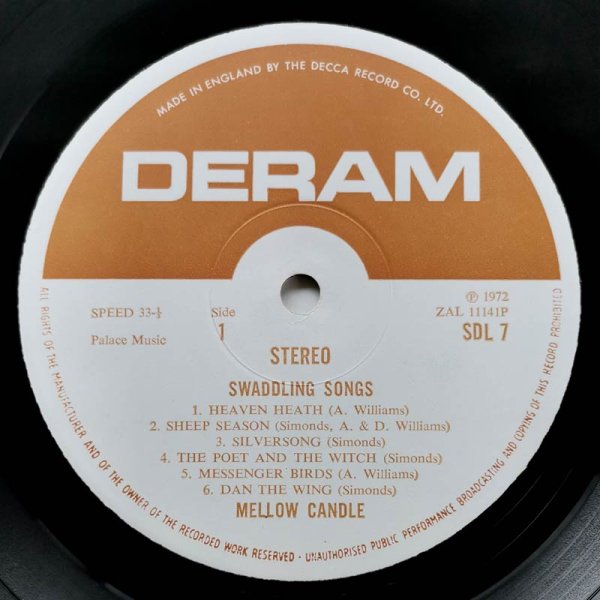 MADE IN ENGLAND BY THE DECCA RECORD CO. LTD.
DERAM
SPEED 33-⅓
Side
℗ 1972
ZAL 11141P
Palace Music
1
SDL 7
STEREO
SWADDLING SONGS
1. HEAVEN HEATH (A. Williams)
2. SHEEP SEASON (Simonds, A. & D. Williams)
3. SILVERSONG (Simonds)
4. THE POET AND THE WITCH (Simonds)
5. MESSENGER BIRDS (A. Williams)
6. DAN THE WING (Simonds)
MELLOW CANDLE
ALL RIGHTS OF THE MANUFACTURER AND OF THE OWNER OF THE RECORDED WORK RESERVED - UNAUTHORISED PUBLIC PERFORMANCE BROADCASTING AND COPYING OF THIS RECORD PROHIBITED